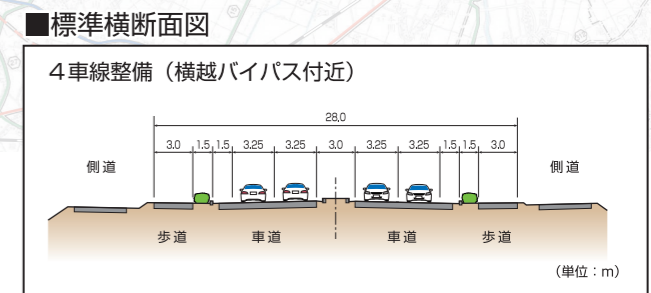 ■標準横断面図
4車線整備（横越バイパス付近）
28.0
3.0 1.5 1.5 3.25 3.25 3.0 3.25 3.25 1.5 1.5 3.0
側道 側道
歩道 車道 車道 歩道
（単位：m）